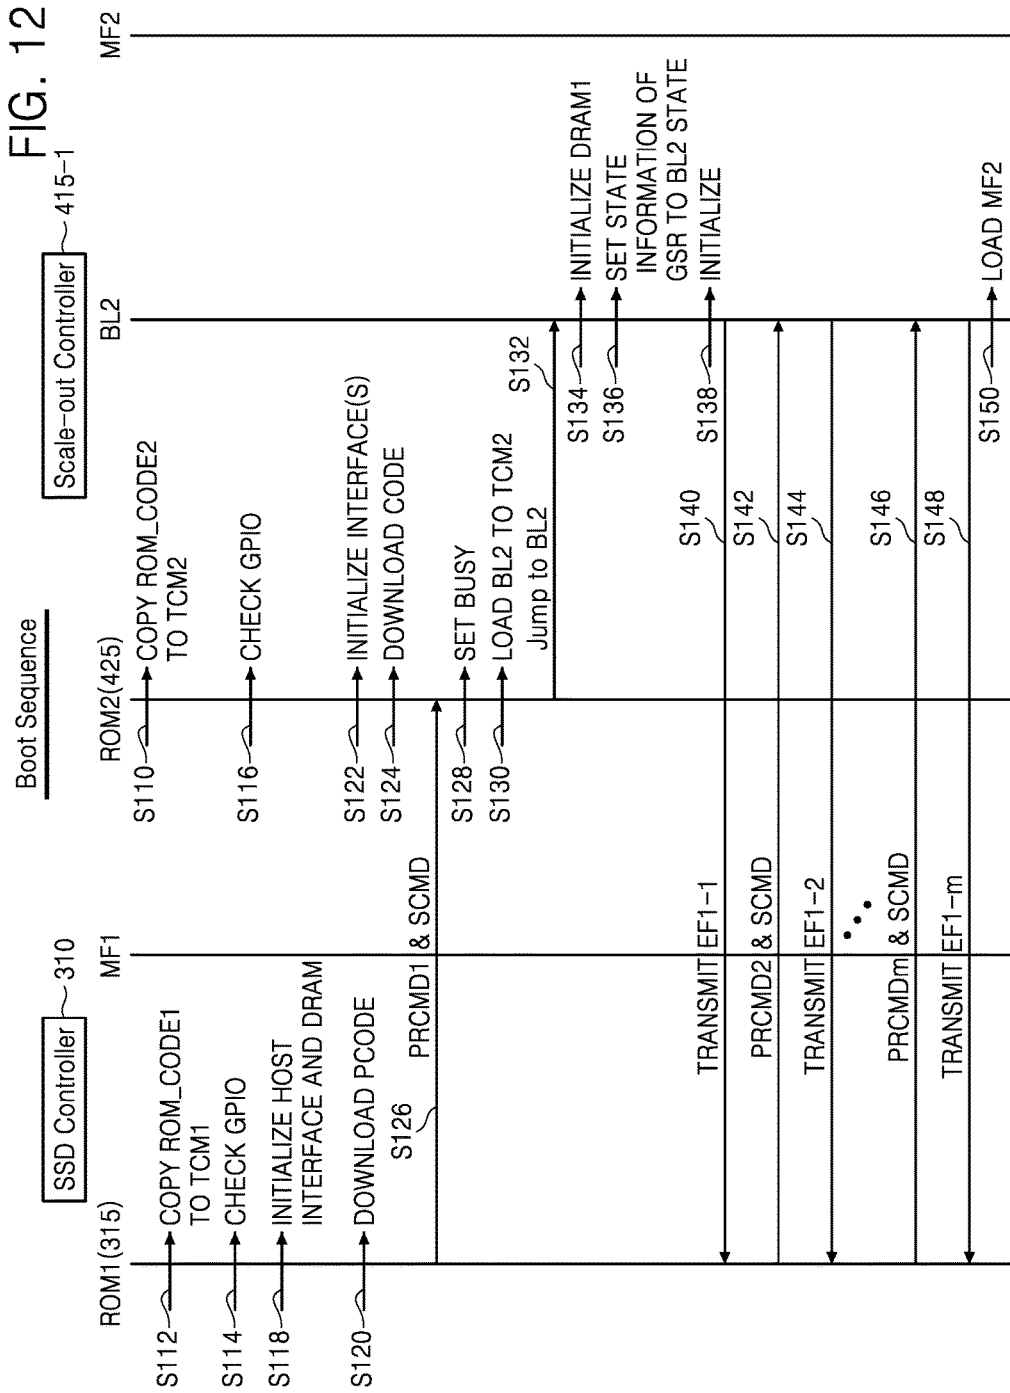 FIG. 12
Boot Sequence
SSD Controller
310
Scale-out Controller
415-1
ROM1(315)
MF1
ROM2(425)
BL2
MF2
S110
COPY ROM_CODE2
TO TCM2
S112
COPY ROM_CODE1
TO TCM1
S114
CHECK GPIO
S116
CHECK GPIO
S118
INITIALIZE HOST
INTERFACE AND DRAM
S120
DOWNLOAD PCODE
S122
INITIALIZE INTERFACE(S)
S124
DOWNLOAD CODE
S126
PRCMD1 & SCMD
S128
SET BUSY
S130
LOAD BL2 TO TCM2
Jump to BL2
S132
S134
INITIALIZE DRAM1
S136
SET STATE
INFORMATION OF
GSR TO BL2 STATE
S138
INITIALIZE
TRANSMIT EF1-1
S140
PRCMD2 & SCMD
S142
TRANSMIT EF1-2
S144
PRCMDm & SCMD
S146
TRANSMIT EF1-m
S148
S150
LOAD MF2